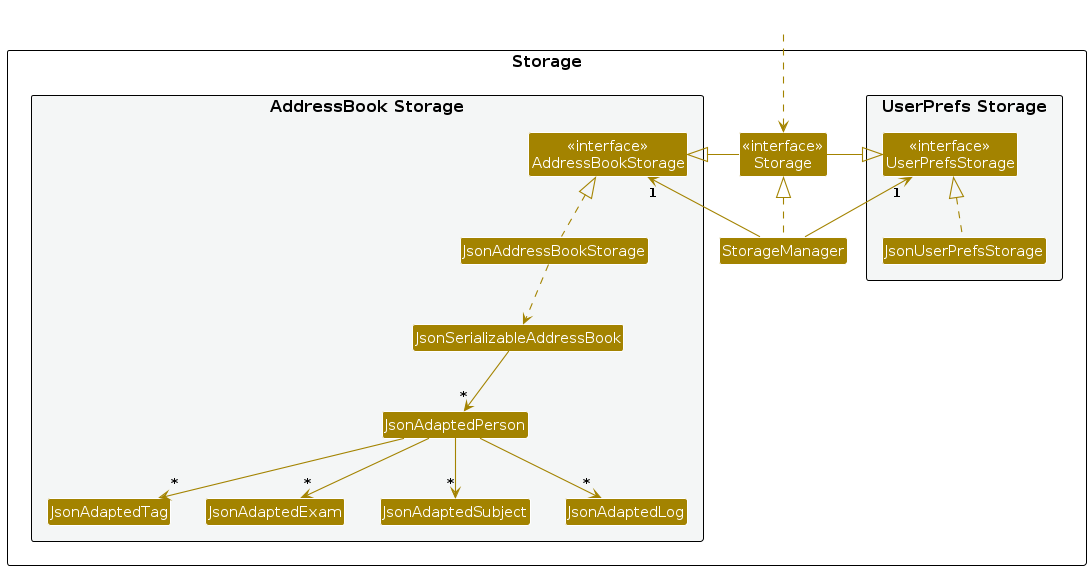 Storage
AddressBook Storage
UserPrefs Storage
«interface»
AddressBookStorage
«interface»
Storage
«interface»
UserPrefsStorage
1
1
JsonAddressBookStorage
StorageManager
JsonUserPrefsStorage
JsonSerializableAddressBook
*
JsonAdaptedPerson
*
*
*
*
JsonAdaptedTag
JsonAdaptedExam
JsonAdaptedSubject
JsonAdaptedLog